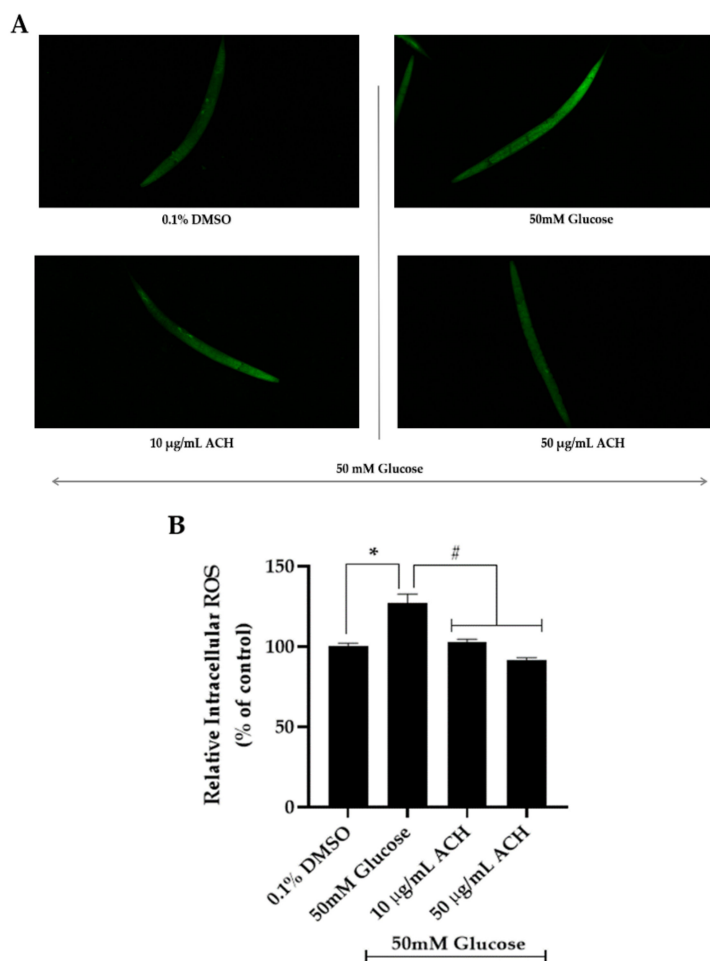 A
0.1% DMSO
50mM Glucose
10 μg/mL ACH
50 μg/mL ACH
50 mM Glucose
B
Relative Intracellular ROS
(% of control)
150
100
50
0
*
#
0.1% DMSO
50mM Glucose
10 μg/mL ACH
50 μg/mL ACH
50mM Glucose